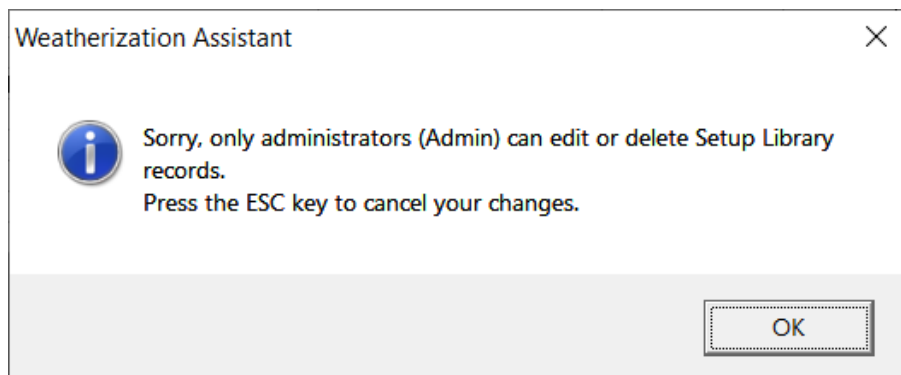 Weatherization Assistant
Sorry, only administrators (Admin) can edit or delete Setup Library
records.
Press the ESC key to cancel your changes.
OK